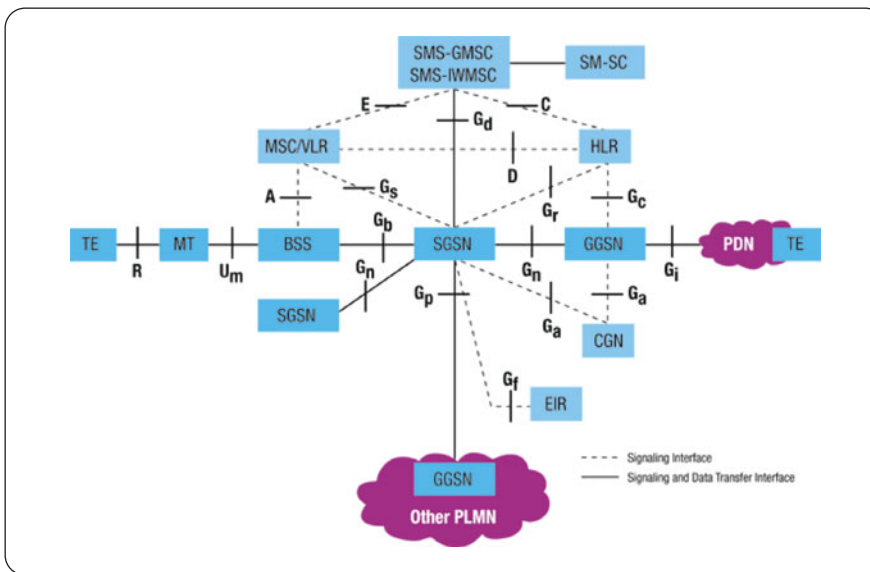 SMS-GMSC
SMS-IWMSC
SM-SC
E
C
Gd
MSC/VLR
HLR
D
A
Gs
Gr
Gc
Gb
TE
MT
BSS
SGSN
GGSN
PDN
TE
R
Um
Gn
Gn
Gi
SGSN
Gp
Ga
Ga
CGN
Gf
EIR
Signaling Interface
Signaling and Data Transfer Interface
GGSN
Other PLMN